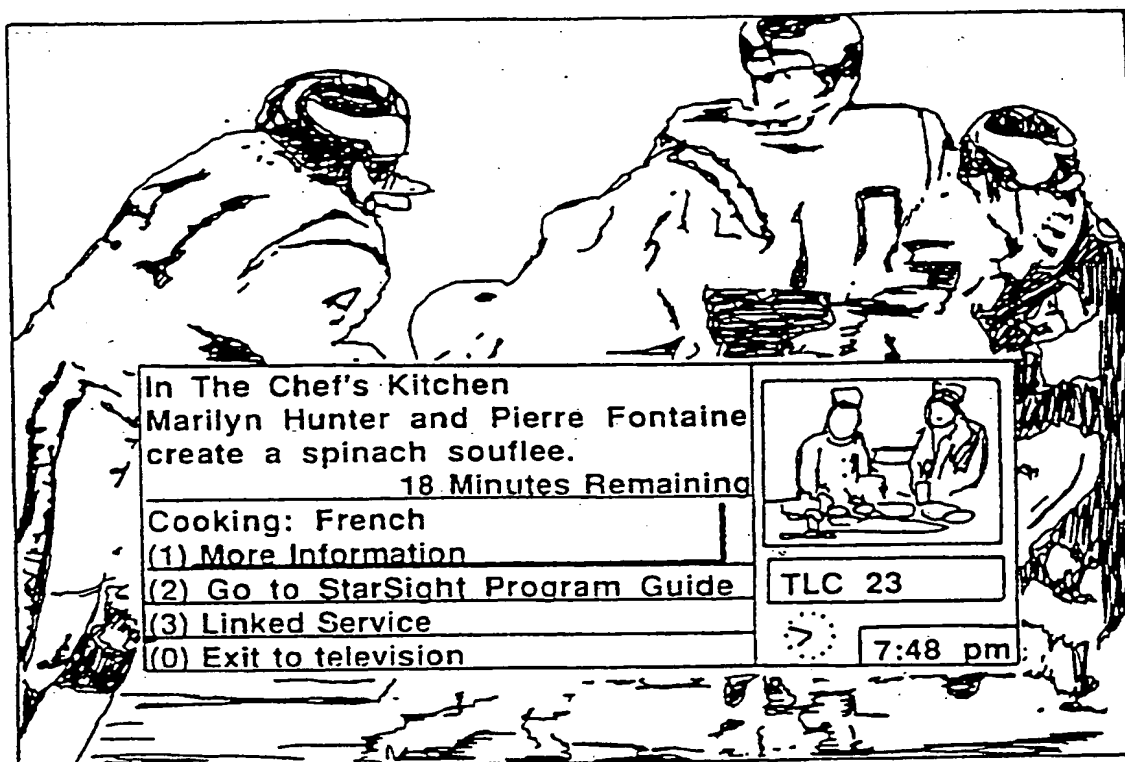 In The Chef's Kitchen
Marilyn Hunter and Pierre Fontaine
create a spinach souflee.
18 Minutes Remaining
Cooking: French
(1) More Information
(2) Go to StarSight Program Guide
(3) Linked Service
(0) Exit to television
TLC 23
7:48 pm